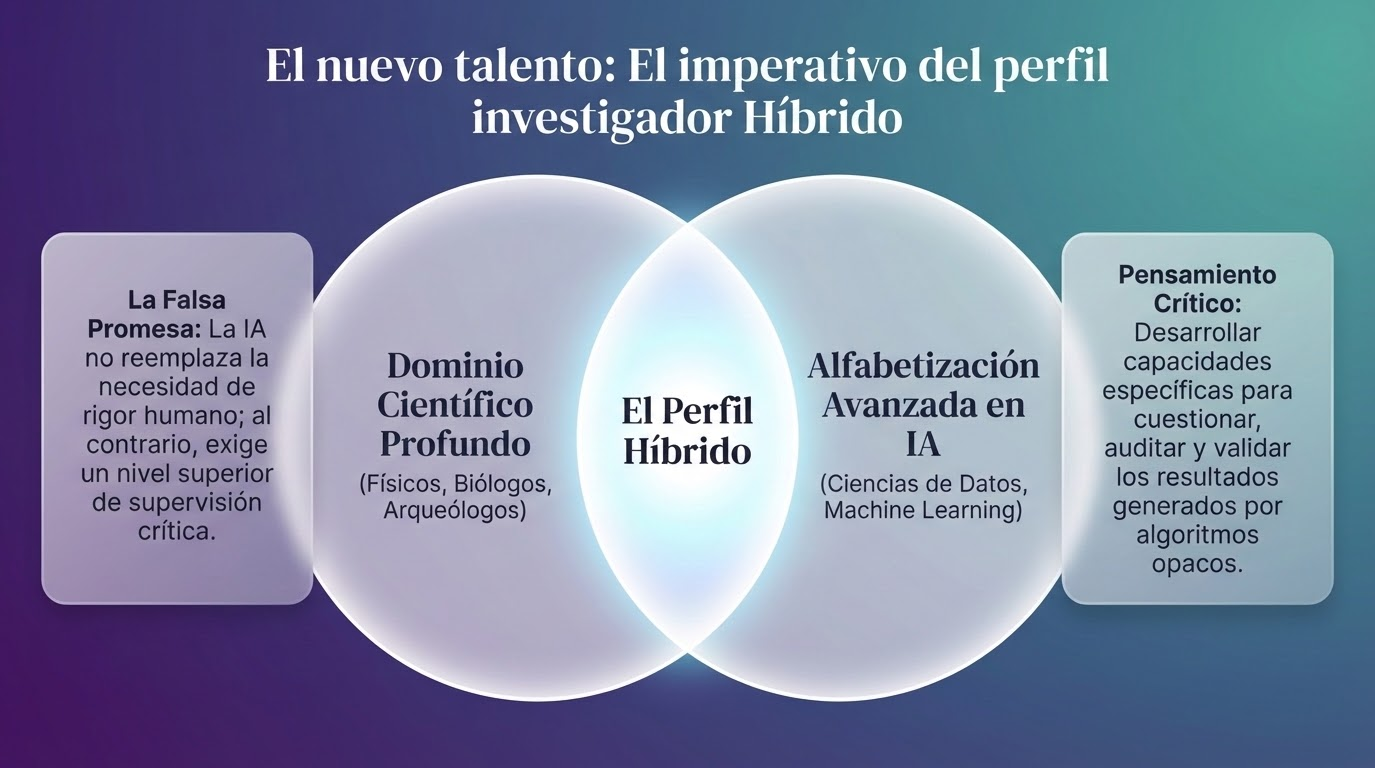 El nuevo talento: El imperativo del perfil
investigador Híbrido
La Falsa
Promesa: La IA
no reemplaza la
necesidad de
rigor humano; al
contrario, exige
un nivel superior
de supervisión
crítica.
Dominio
Científico
Profundo
(Físicos, Biólogos,
Arqueólogos)
El Perfil
Híbrido
Alfabetización
Avanzada en
IA
(Ciencias de Datos,
Machine Learning)
Pensamiento
Crítico:
Desarrollar
capacidades
específicas para
cuestionar,
auditar y validar
los resultados
generados por
algoritmos
opacos.